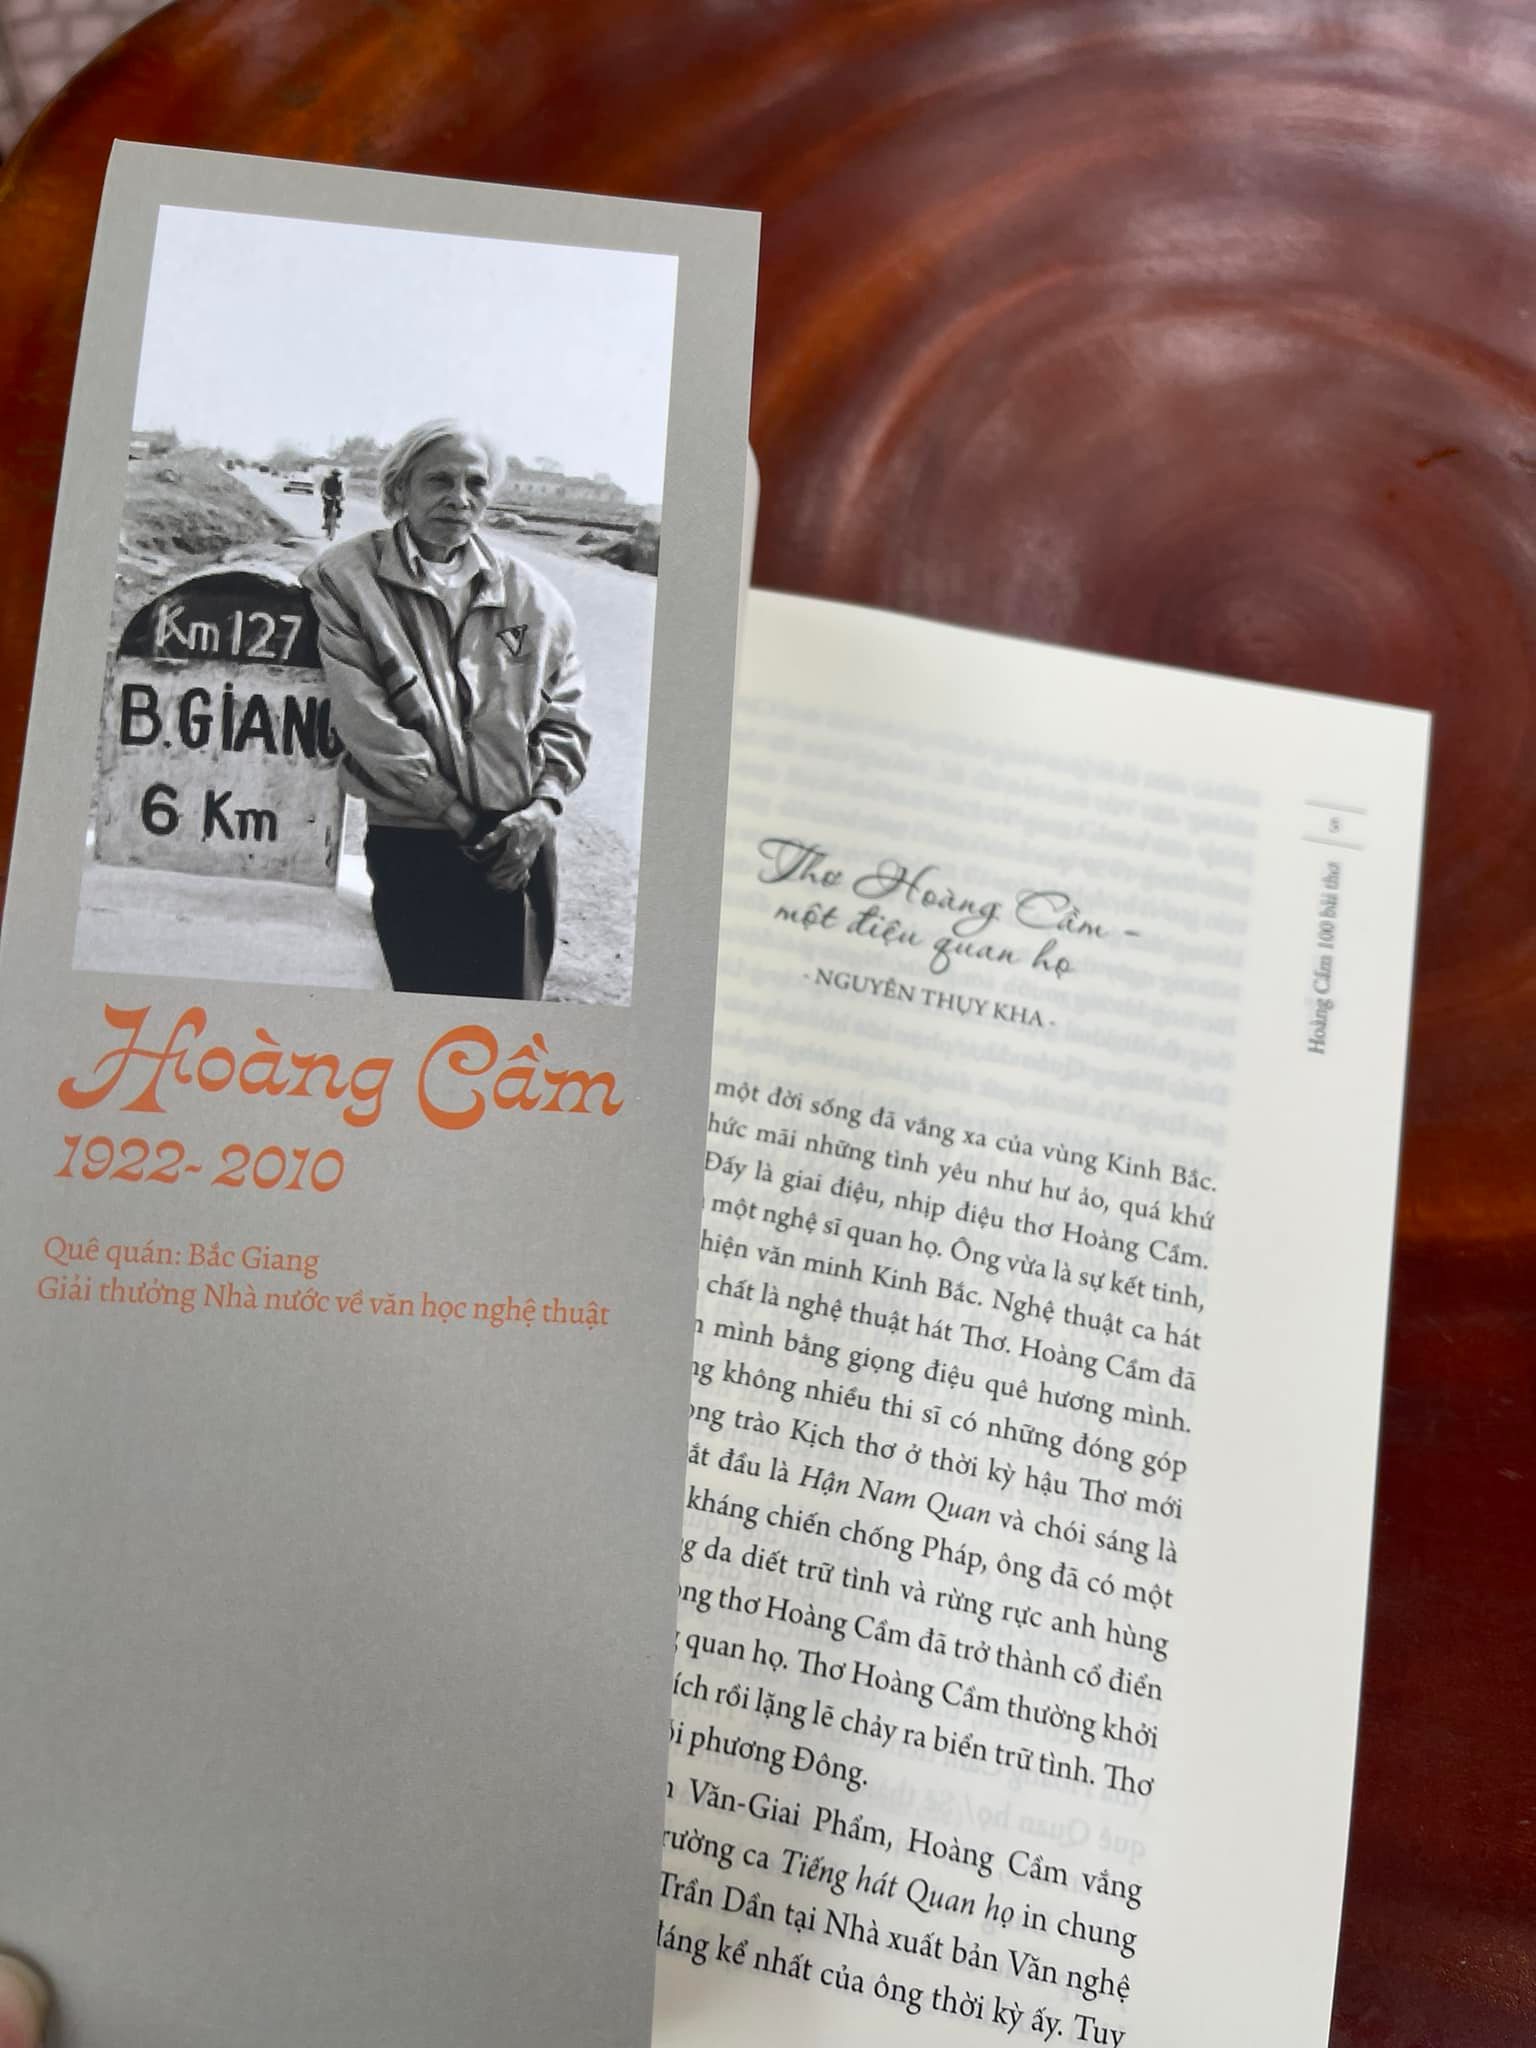 Km 127
B.GIANG
6 Km
Hoàng Cầm
1922-2010
Quê quán: Bắc Giang
Giải thưởng Nhà nước về văn học nghệ thuật
Hoàng Cầm 100 bài thơ
Thơ Hoàng Cầm -
một điệu quan họ
- NGUYỄN THỤY KHA -
một đời sống đã vắng xa của vùng Kinh Bắc.
mãi những tình yêu như hư ảo, quá khứ
Đấy là giai điệu, nhịp điệu thơ Hoàng Cầm.
một nghệ sĩ quan họ. Ông vừa là sự kết tinh,
hiện văn minh Kinh Bắc. Nghệ thuật ca hát
chất là nghệ thuật hát Thơ. Hoàng Cầm đã
mình bằng giọng điệu quê hương mình.
không nhiều thi sĩ có những đóng góp
trào Kịch thơ ở thời kỳ hậu Thơ mới
đầu là Hận Nam Quan và chói sáng là
kháng chiến chống Pháp, ông đã có một
da diết trữ tình và rừng rực anh hùng
thơ Hoàng Cầm đã trở thành cổ điển
quan họ. Thơ Hoàng Cầm thường khởi
rồi lặng lẽ chảy ra biển trữ tình. Thơ
phương Đông.
Văn-Giai Phẩm, Hoàng Cầm vắng
ca Tiếng hát Quan họ in chung
Trần Dần tại Nhà xuất bản Văn nghệ
kể nhất của ông thời kỳ ấy. Tuy